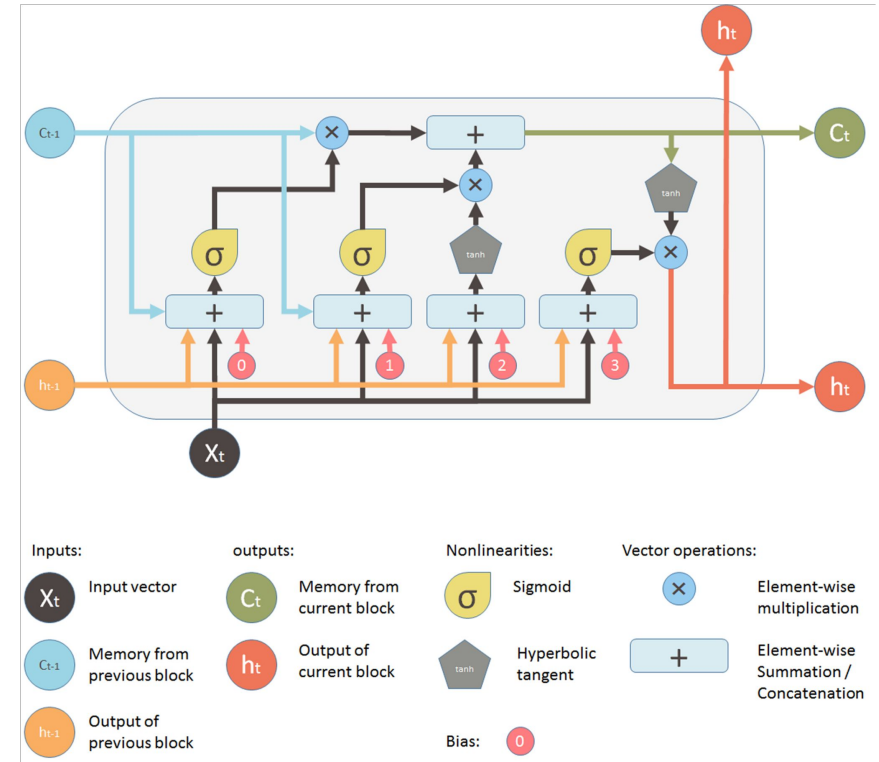 ht
Ct-1
×
+
Ct
tanh
×
σ
σ
tanh
σ
×
+
+
+
+
0
1
2
3
ht-1
ht
Xt
Inputs:
outputs:
Nonlinearities:
Vector operations:
Xt
Input vector
Ct
Memory from
current block
σ
Sigmoid
×
Element-wise
multiplication
Ct-1
Memory from
previous block
ht
Output of
current block
tanh
Hyperbolic
tangent
+
Element-wise
Summation /
Concatenation
ht-1
Output of
previous block
Bias:
0